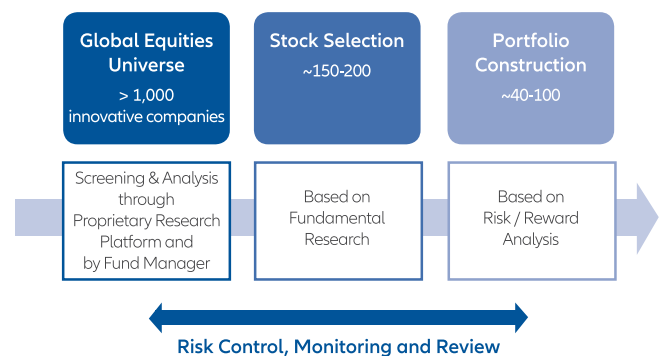 Global Equities
Universe
> 1,000
innovative companies
Stock Selection
~150-200
Portfolio
Construction
~40-100
Screening & Analysis
through
Proprietary Research
Platform and
by Fund Manager
Based on
Fundamental
Research
Based on
Risk / Reward
Analysis
Risk Control, Monitoring and Review